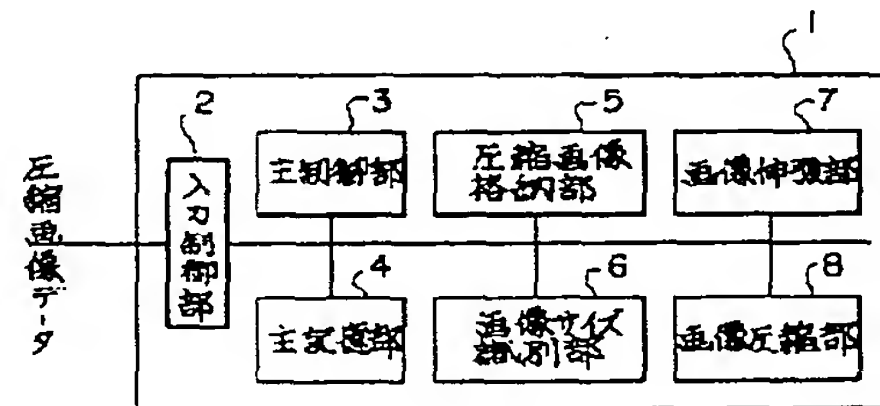 1
2
3
5
7
圧縮画像データ
入力制御部
主制御部
圧縮画像
格納部
画像伸張部
4
6
8
主記憶部
画像サイズ
識別部
画像圧縮部